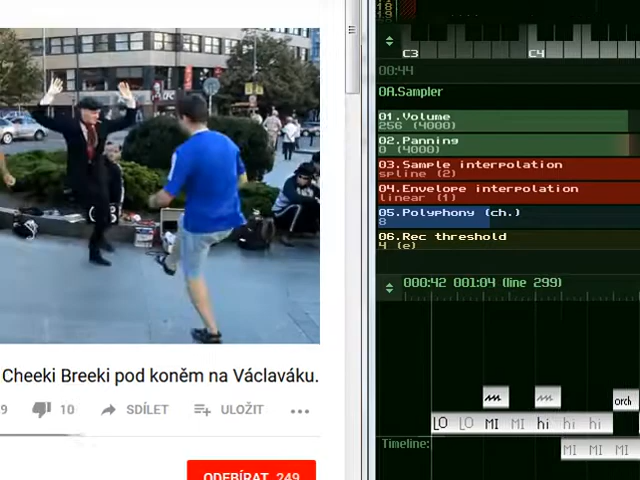 Cheeki Breeki pod koněm na Václaváku.
9 10 SDÍLET ULOŽIT ...
ODEBÍRAT 249
18
19
C3 C4
00:44
0A.Sampler
01.Volume
256 (4000)
02.Panning
0 (4000)
03.Sample interpolation
spline (2)
04.Envelope interpolation
linear (1)
05.Polyphony (ch.)
8
06.Rec threshold
4 (e)
000:42 001:04 (line 299)
orch
LO LO MI MI hi hi hi
Timeline: MI MI MI